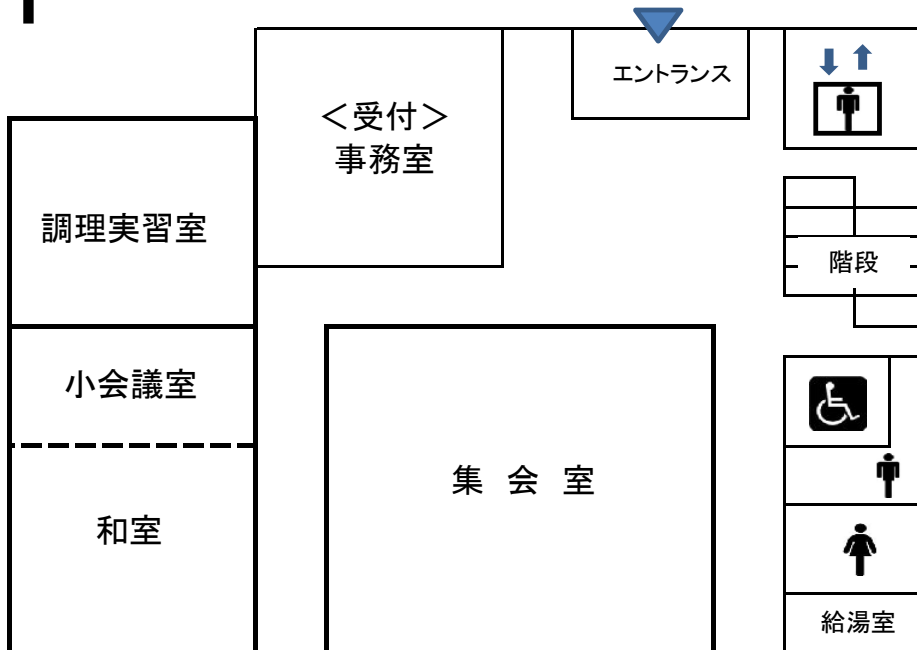 エントランス
＜受付＞
事務室
調理実習室
階段
小会議室
集 会 室
和室
給湯室